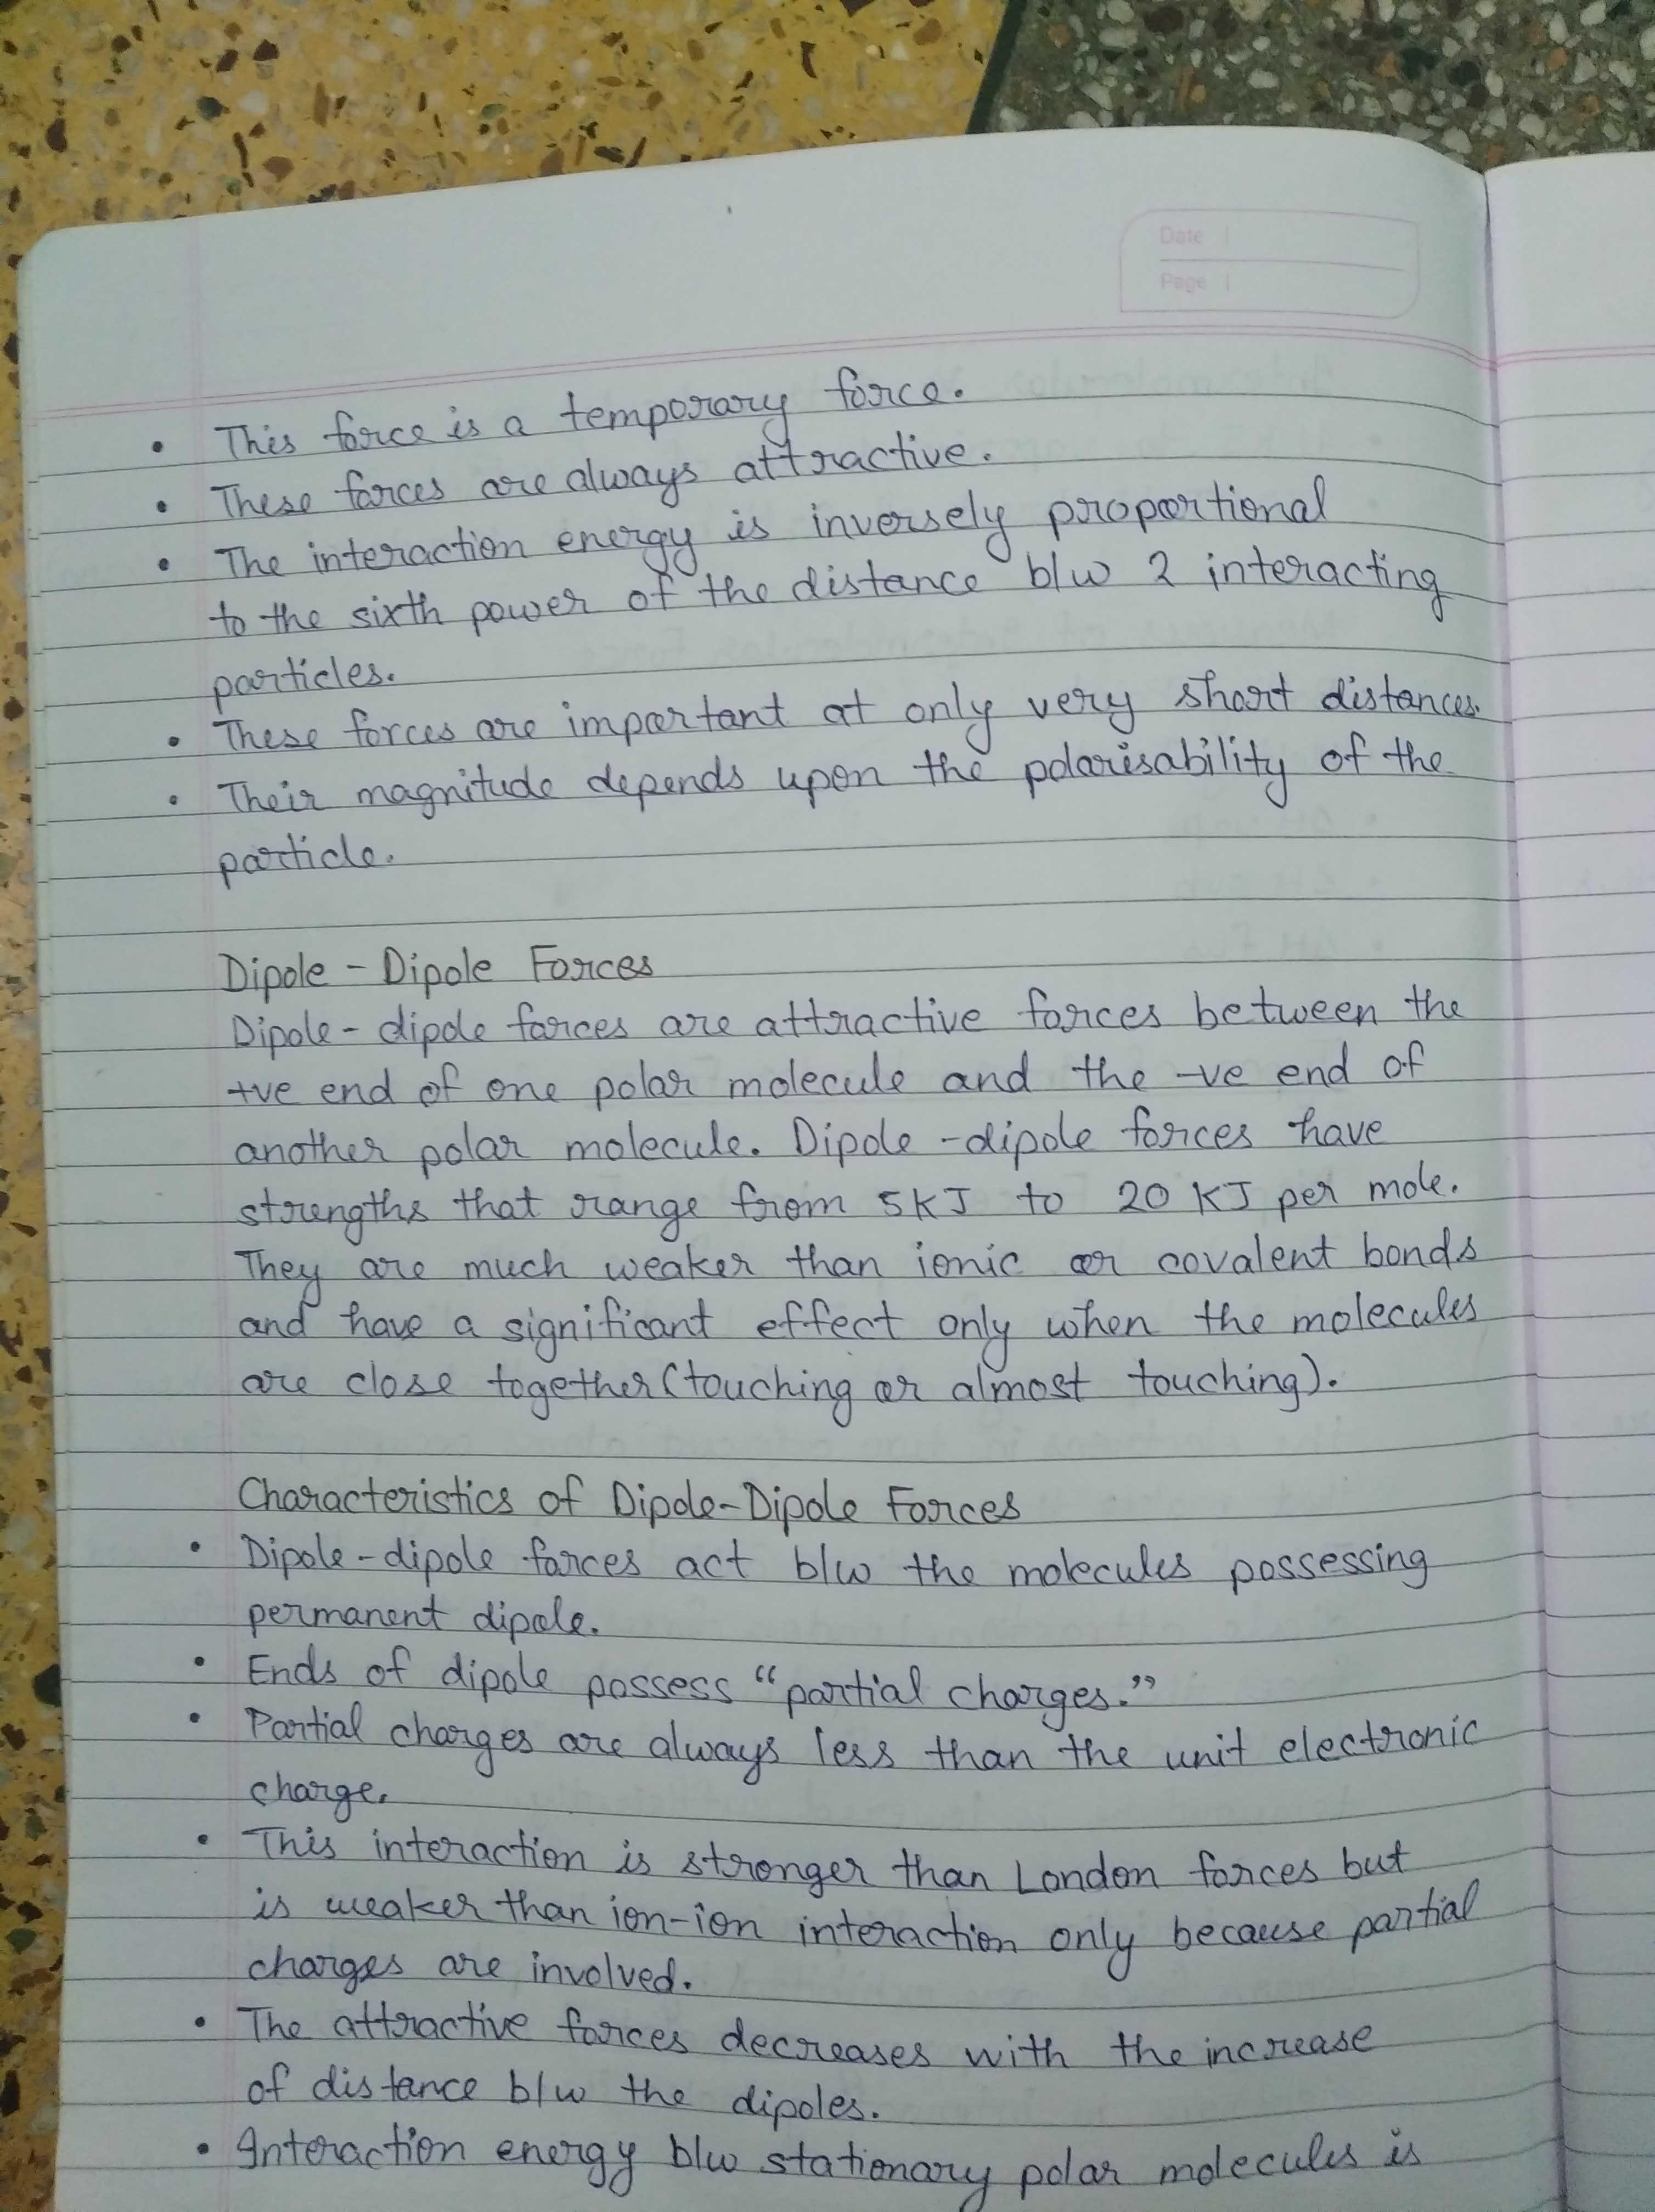 Date
Page
• This force is a temporary force.
• These forces are always attractive.
• The interaction energy is inversely proportional
to the sixth power of the distance b/w 2 interacting
particles.
• These forces are important at only very short distances.
• Their magnitude depends upon the polarisability of the
particle.
Dipole - Dipole Forces
Dipole - dipole forces are attractive forces between the
+ve end of one polar molecule and the -ve end of
another polar molecule. Dipole -dipole forces have
strengths that range from 5KJ to 20 KJ per mole.
They are much weaker than ionic or covalent bonds
and have a significant effect only when the molecules
are close together (touching or almost touching).
Characteristics of Dipole-Dipole Forces
• Dipole-dipole forces act b/w the molecules possessing
permanent dipole.
• Ends of dipole possess "partial charges."
• Partial charges are always less than the unit electronic
charge.
• This interaction is stronger than London forces but
is weaker than ion-ion interaction only because partial
charges are involved.
• The attractive forces decreases with the increase
of distance b/w the dipoles.
• Interaction energy b/w stationary polar molecules is